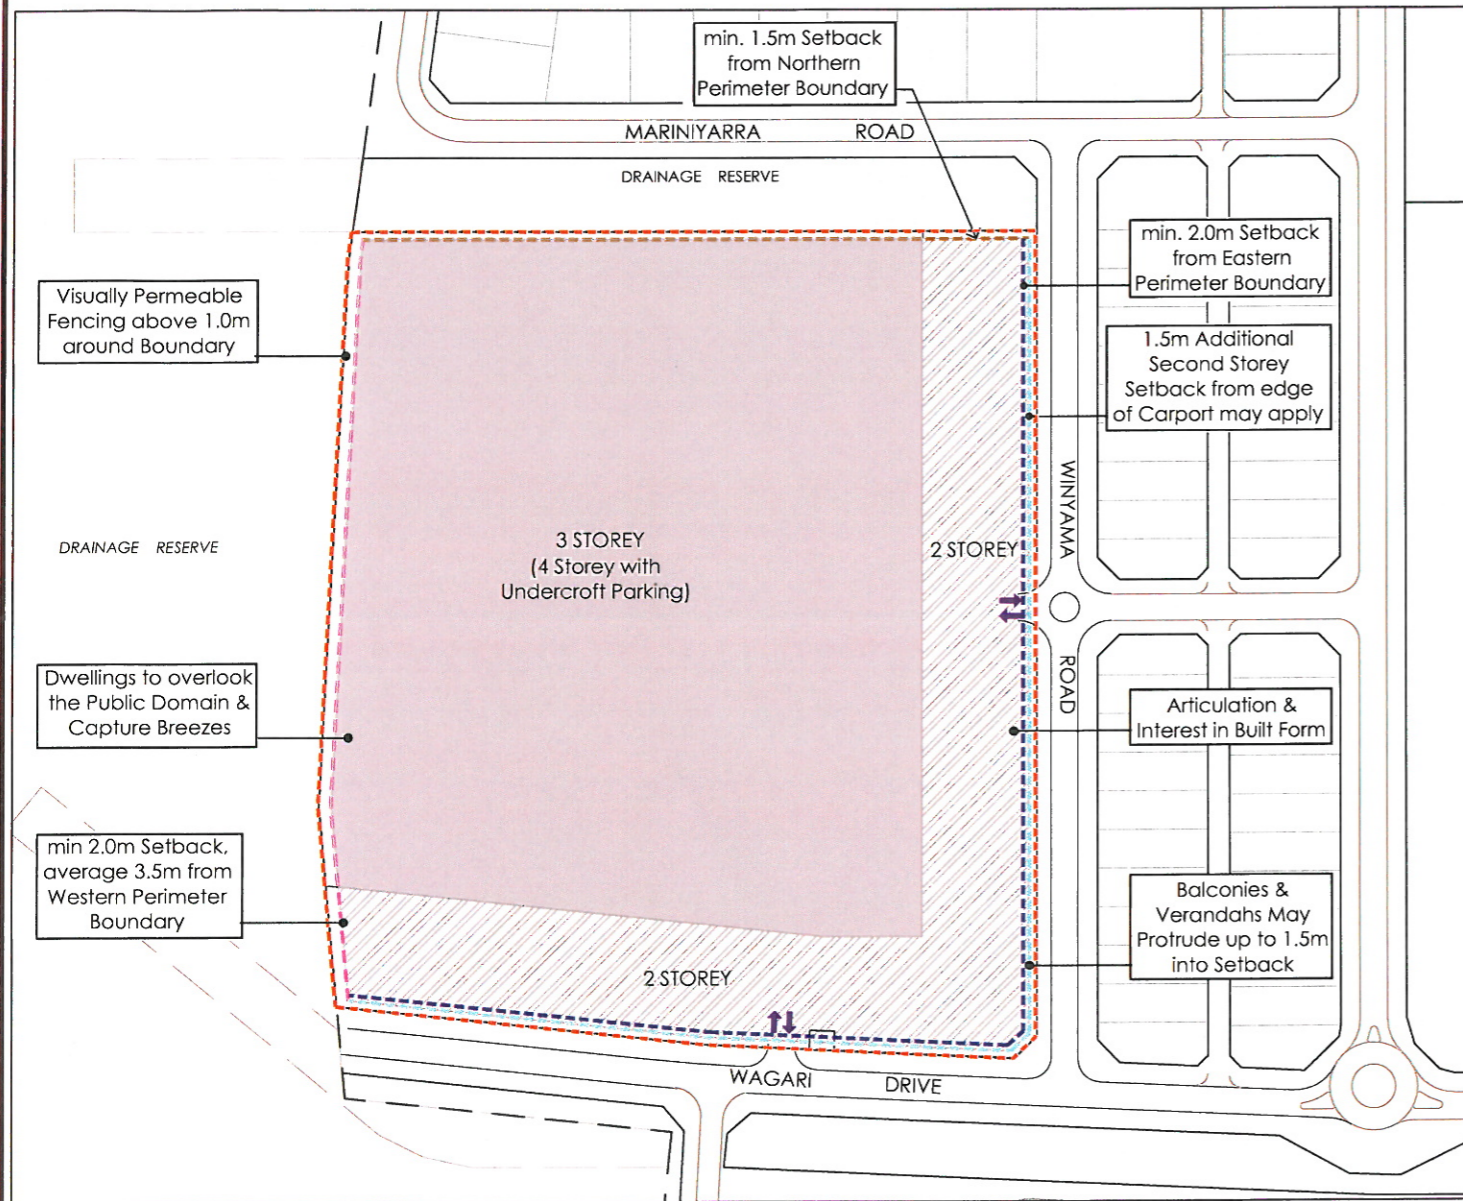 min. 1.5m Setback
from Northern
Perimeter Boundary
MARINIYARRA ROAD
DRAINAGE RESERVE
min. 2.0m Setback
from Eastern
Perimeter Boundary
Visually Permeable
Fencing above 1.0m
around Boundary
1.5m Additional
Second Storey
Setback from edge
of Carport may apply
WINYAMA ROAD
3 STOREY
(4 Storey with
Undercroft Parking)
2 STOREY
DRAINAGE RESERVE
Dwellings to overlook
the Public Domain &
Capture Breezes
Articulation &
Interest in Built Form
min 2.0m Setback,
average 3.5m from
Western Perimeter
Boundary
Balconies &
Verandahs May
Protrude up to 1.5m
into Setback
2 STOREY
WAGARI DRIVE